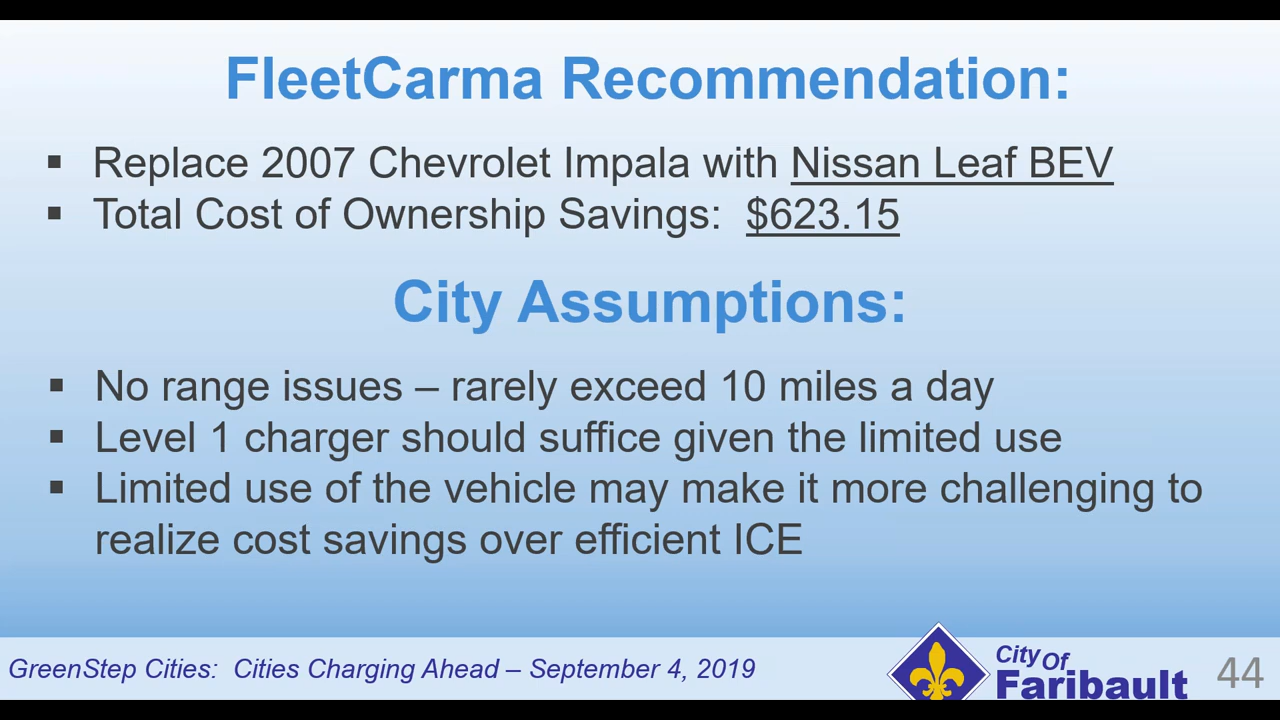 FleetCarma Recommendation:
▪ Replace 2007 Chevrolet Impala with Nissan Leaf BEV
▪ Total Cost of Ownership Savings: $623.15
City Assumptions:
▪ No range issues – rarely exceed 10 miles a day
▪ Level 1 charger should suffice given the limited use
▪ Limited use of the vehicle may make it more challenging to
realize cost savings over efficient ICE
GreenStep Cities: Cities Charging Ahead – September 4, 2019
City Of
Faribault
44